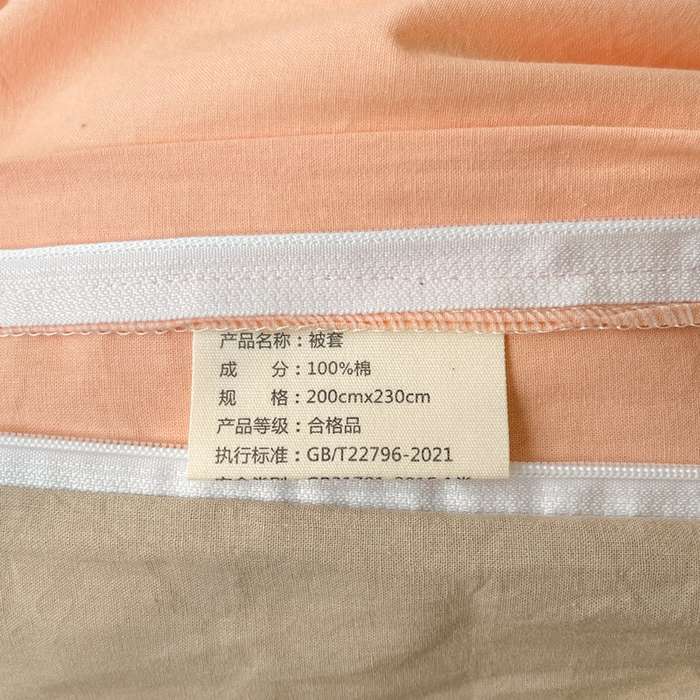 产品名称：被套
成 分：100%棉
规 格：200cmx230cm
产品等级：合格品
执行标准：GB/T22796-2021